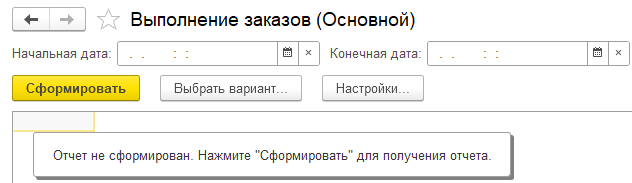 Выполнение заказов (Основной)
Начальная дата: . . : : Конечная дата: . . : :
Сформировать Выбрать вариант... Настройки...
Отчет не сформирован. Нажмите "Сформировать" для получения отчета.